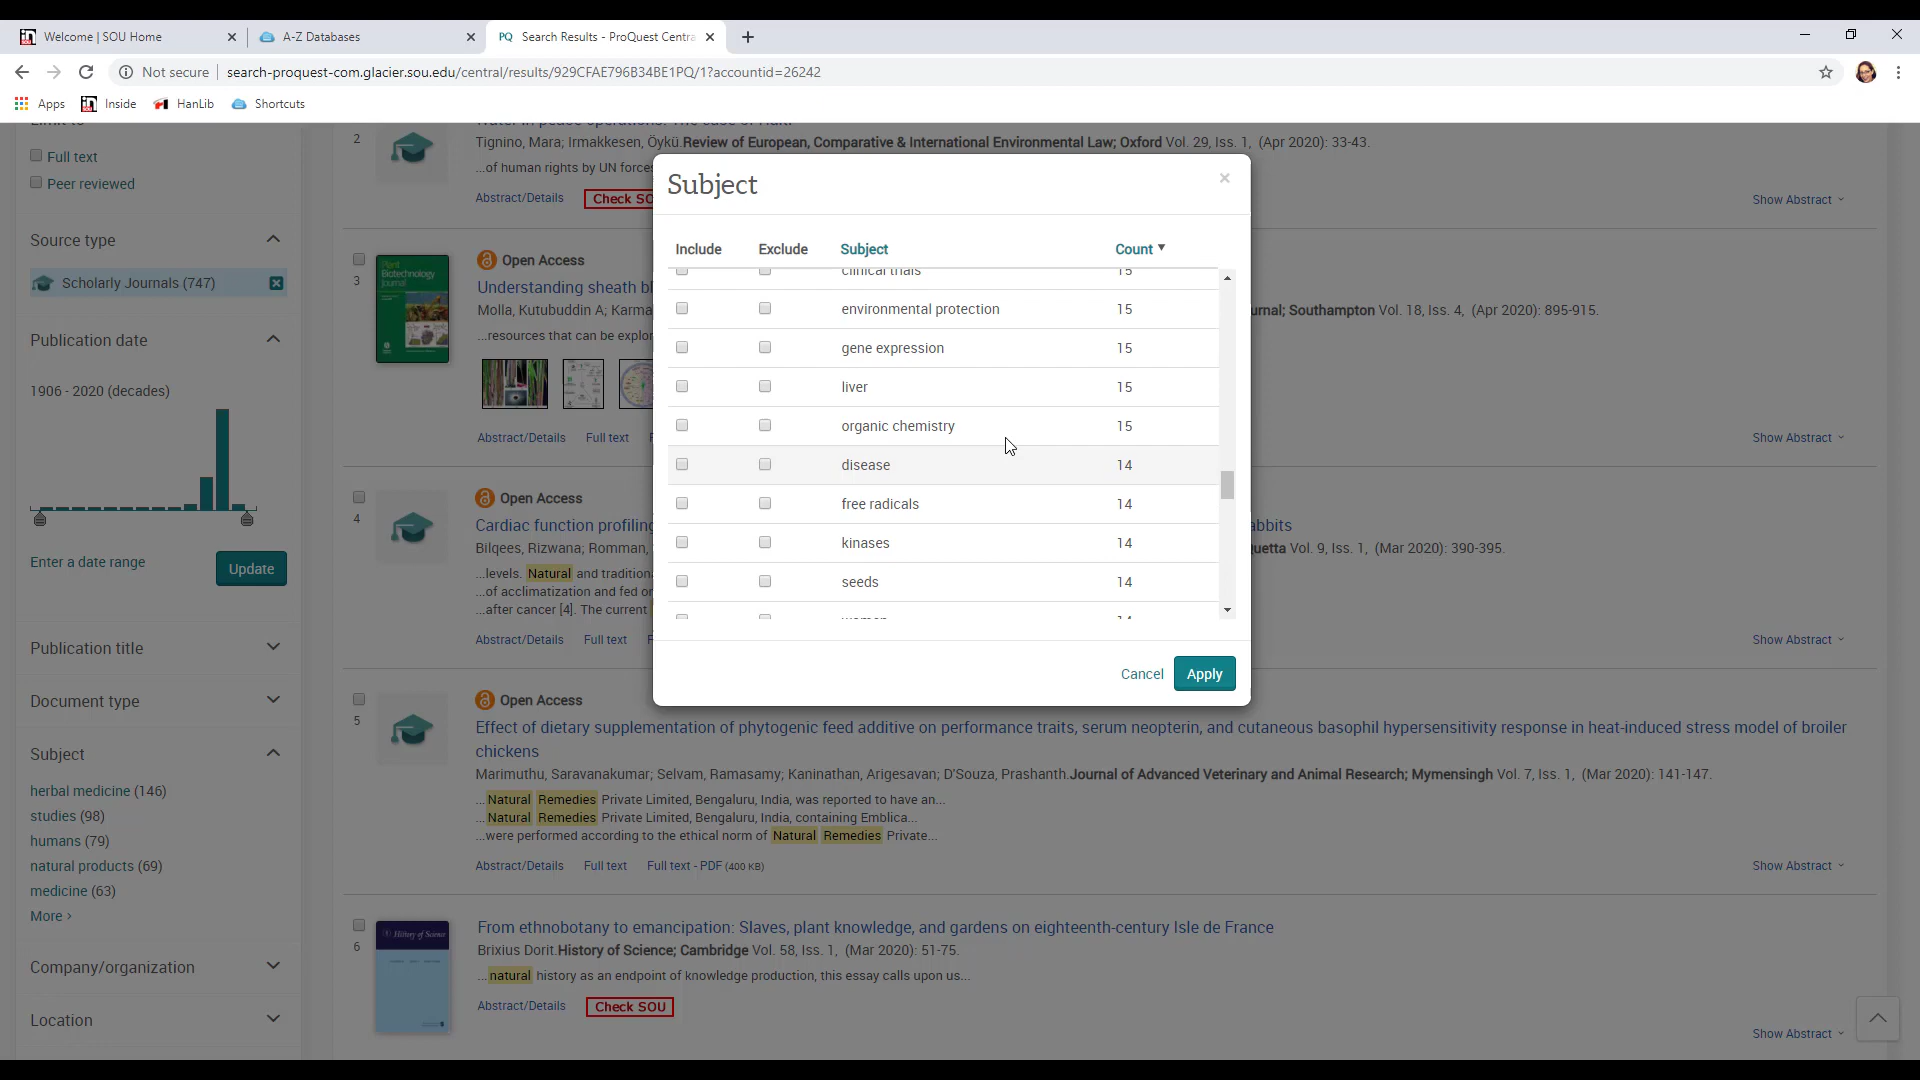 Welcome | SOU Home
A-Z Databases
PQ Search Results - ProQuest Centra
Not secure
search-proquest-com.glacier.sou.edu/central/results/929CFAE796B34BE1PQ/1?accountid=26242
Apps
Inside
HanLib
Shortcuts
Full text
Peer reviewed
Source type
Scholarly Journals (747)
Publication date
1906 - 2020 (decades)
Enter a date range
Update
Publication title
Document type
Subject
herbal medicine (146)
studies (98)
humans (79)
natural products (69)
medicine (63)
More ›
Company/organization
Location
2
Tignino, Mara; Irmakkesen, Öykü.Review of European, Comparative & International Environmental Law; Oxford Vol. 29, Iss. 1, (Apr 2020): 33-43.
...of human rights by UN forces
Abstract/Details
Check SO
Show Abstract
3
Open Access
Understanding sheath bl
Molla, Kutubuddin A; Karma
urnal; Southampton Vol. 18, Iss. 4, (Apr 2020): 895-915.
...resources that can be explor
Plant Biotechnology Journal
Abstract/Details
Full text
Show Abstract
4
Open Access
Cardiac function profiling
abbits
Bilqees, Rizwana; Romman,
uetta Vol. 9, Iss. 1, (Mar 2020): 390-395.
...levels. Natural and tradition
...of acclimatization and fed or
...after cancer [4]. The current
Abstract/Details
Full text
Show Abstract
5
Open Access
Effect of dietary supplementation of phytogenic feed additive on performance traits, serum neopterin, and cutaneous basophil hypersensitivity response in heat-induced stress model of broiler
chickens
Marimuthu, Saravanakumar; Selvam, Ramasamy; Kaninathan, Arigesavan; D'Souza, Prashanth.Journal of Advanced Veterinary and Animal Research; Mymensingh Vol. 7, Iss. 1, (Mar 2020): 141-147.
... Natural Remedies Private Limited, Bengaluru, India, was reported to have an...
... Natural Remedies Private Limited, Bengaluru, India, containing Emblica...
...were performed according to the ethical norm of Natural Remedies Private...
Abstract/Details
Full text
Full text - PDF (400 KB)
Show Abstract
6
History of Science
From ethnobotany to emancipation: Slaves, plant knowledge, and gardens on eighteenth-century Isle de France
Brixius Dorit.History of Science; Cambridge Vol. 58, Iss. 1, (Mar 2020): 51-75.
... natural history as an endpoint of knowledge production, this essay calls upon us...
Abstract/Details
Check SOU
Show Abstract
Subject
×
Include Exclude Subject Count ▼
clinical trials 15
environmental protection 15
gene expression 15
liver 15
organic chemistry 15
disease 14
free radicals 14
kinases 14
seeds 14
Cancel
Apply